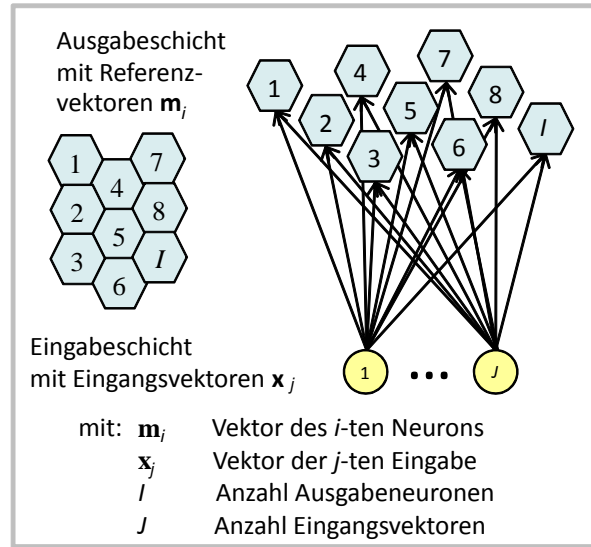 Ausgabeschicht
mit Referenz-
vektoren m_i
1
2
3
4
5
6
7
8
I
1
2
3
4
5
6
7
8
I
Eingabeschicht
mit Eingangsvektoren x_j
1
...
J
mit: m_i Vektor des i-ten Neurons
x_j Vektor der j-ten Eingabe
I Anzahl Ausgabeneuronen
J Anzahl Eingangsvektoren